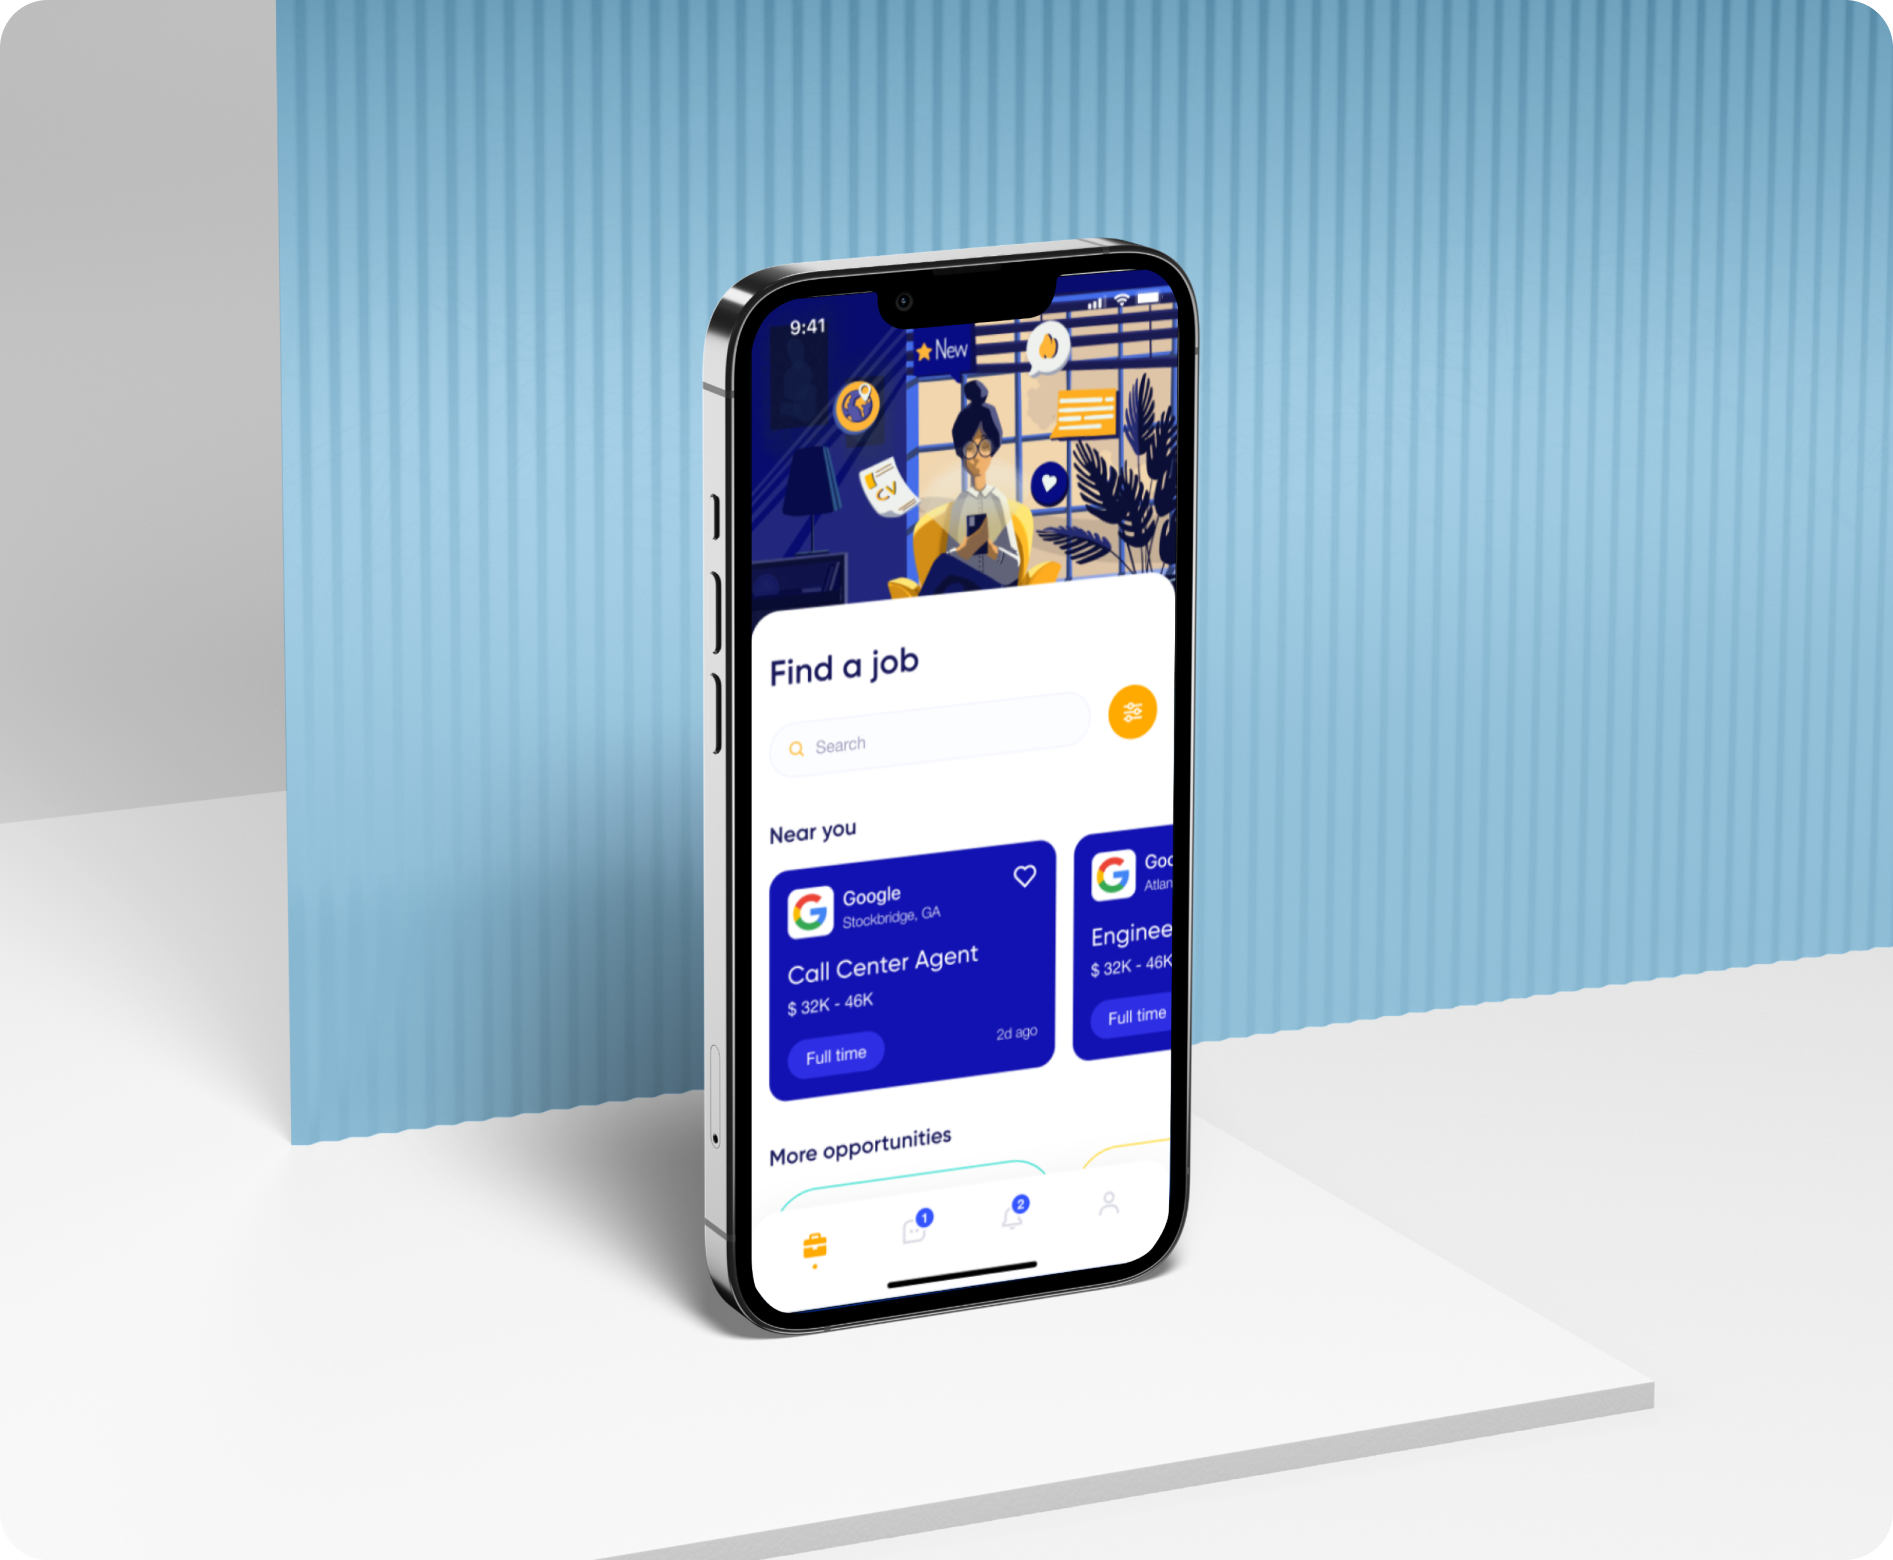 9:41
New
CV
Find a job
Search
Near you
Google
Stockbridge, GA
Call Center Agent
$ 32K - 46K
Full time
2d ago
Goo
Atlan
Enginee
$ 32K - 46K
Full time
More opportunities
1
2